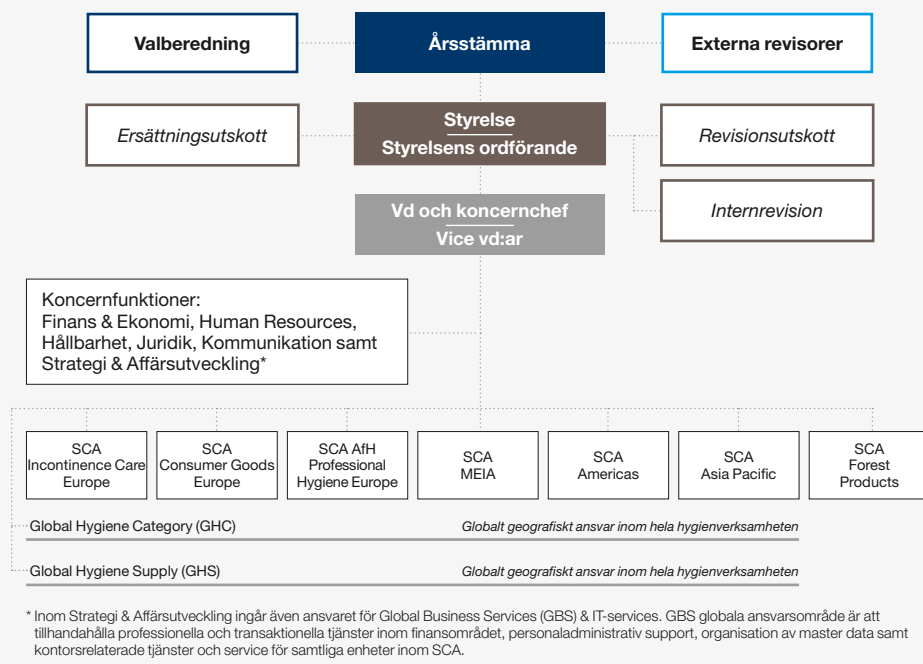 Valberedning
Årsstämma
Externa revisorer
Ersättningsutskott
Styrelse
Styrelsens ordförande
Revisionsutskott
Vd och koncernchef
Vice vd:ar
Internrevision
Koncernfunktioner:
Finans & Ekonomi, Human Resources,
Hållbarhet, Juridik, Kommunikation samt
Strategi & Affärsutveckling*
SCA
Incontinence Care
Europe
SCA
Consumer Goods
Europe
SCA AfH
Professional
Hygiene Europe
SCA
MEIA
SCA
Americas
SCA
Asia Pacific
SCA
Forest
Products
Global Hygiene Category (GHC)
Globalt geografiskt ansvar inom hela hygienverksamheten
Global Hygiene Supply (GHS)
Globalt geografiskt ansvar inom hela hygienverksamheten
* Inom Strategi & Affärsutveckling ingår även ansvaret för Global Business Services (GBS) & IT-services. GBS globala ansvarsområde är att
tillhandahålla professionella och transaktionella tjänster inom finansområdet, personaladministrativ support, organisation av master data samt
kontorsrelaterade tjänster och service för samtliga enheter inom SCA.